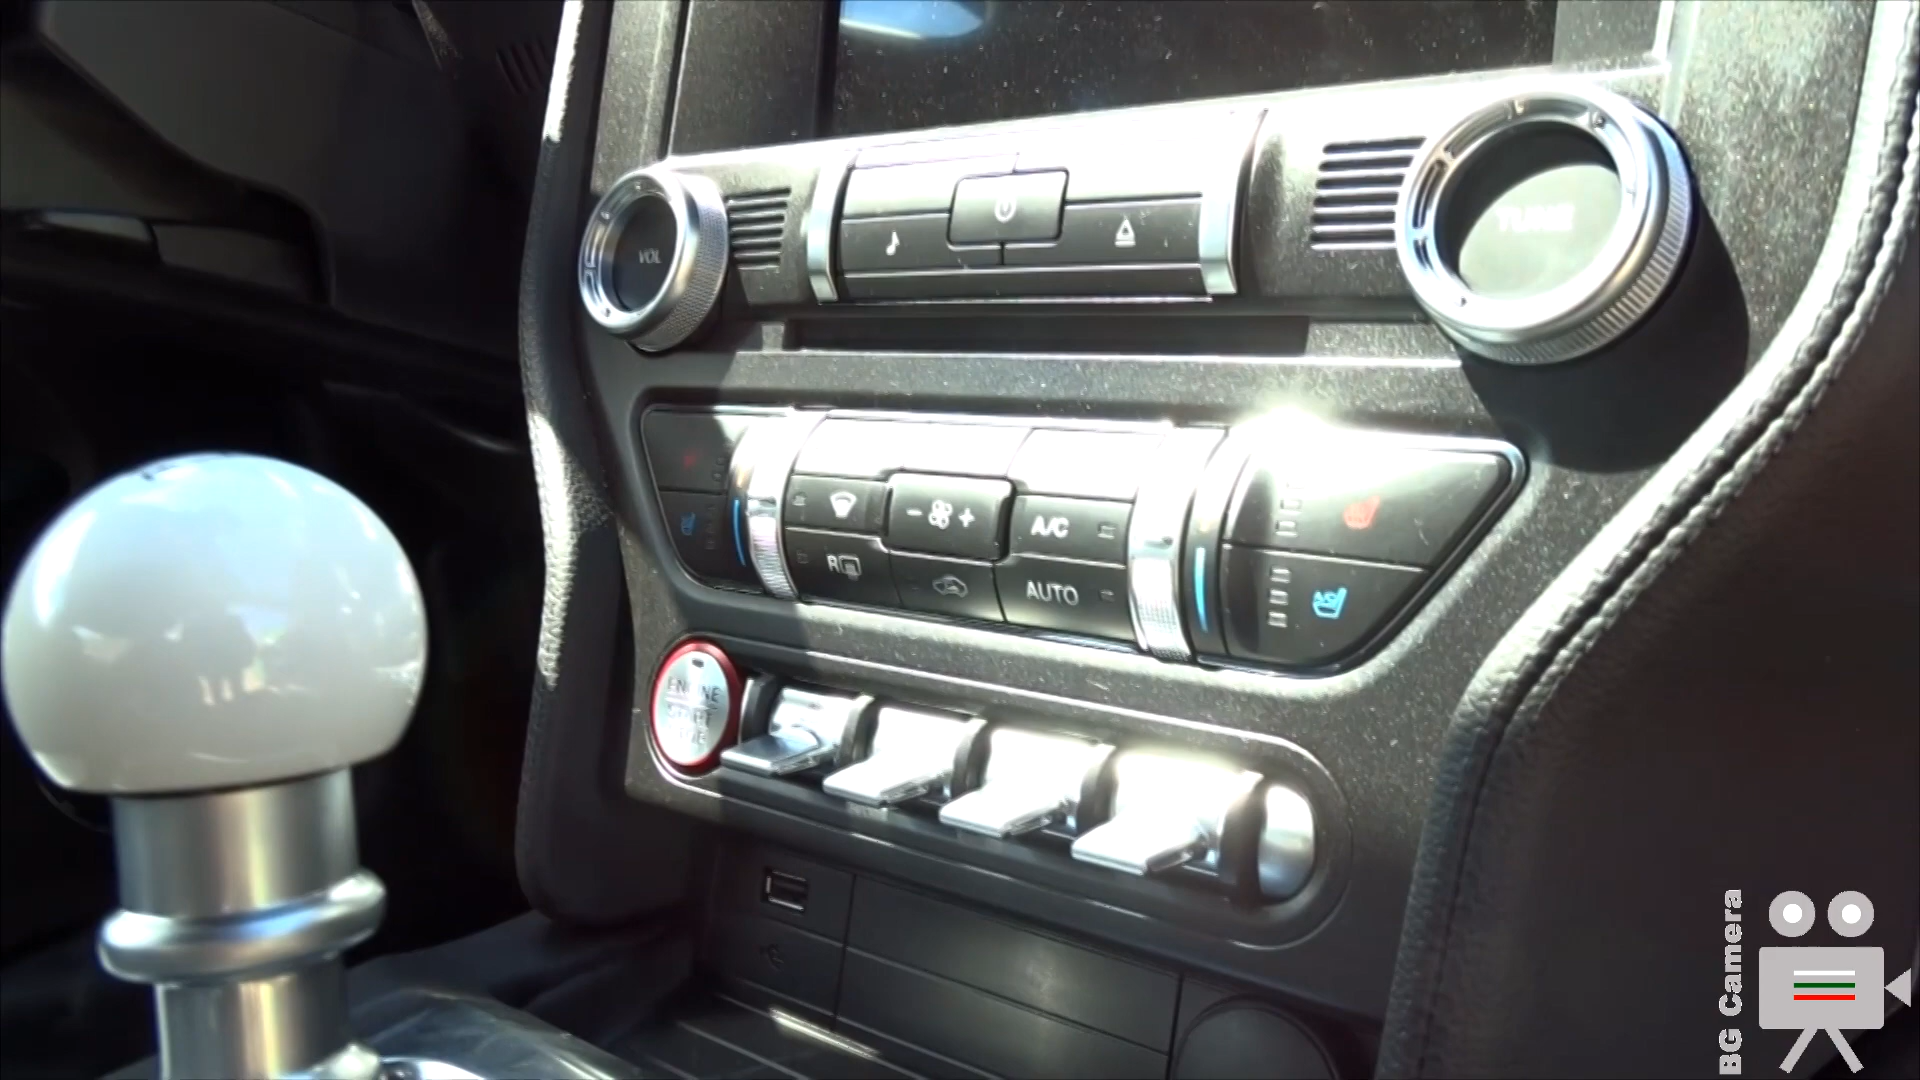 VOL
TUNE
- +
A/C
R
AUTO
A/C
ENGINE
START
STOP
BG Camera